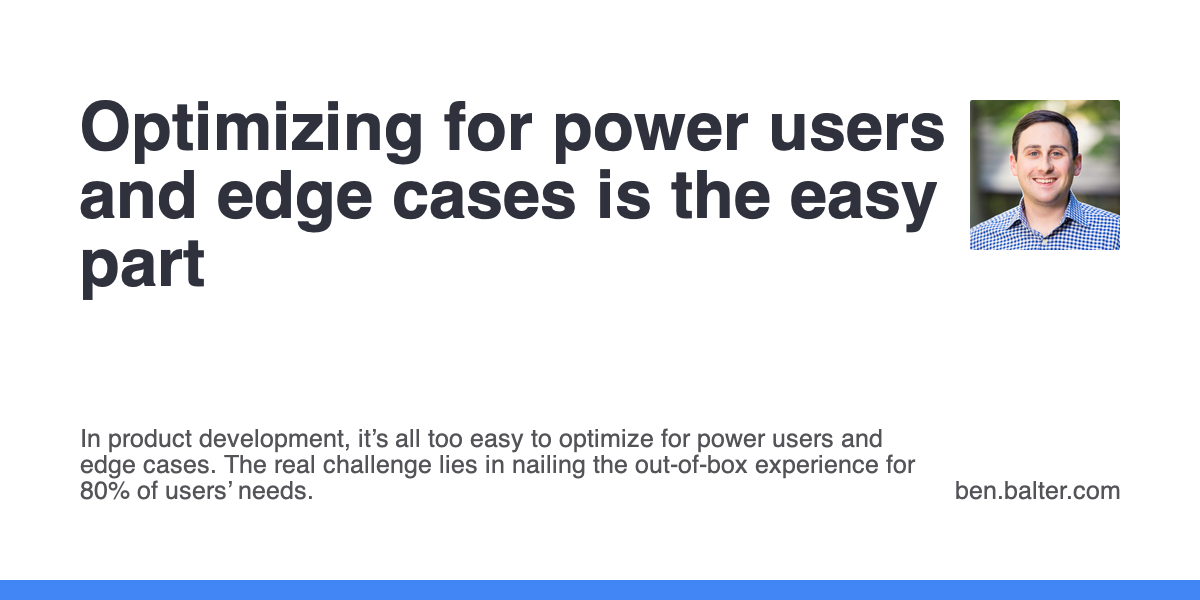 Optimizing for power users
and edge cases is the easy
part
In product development, it’s all too easy to optimize for power users and
edge cases. The real challenge lies in nailing the out-of-box experience for
80% of users’ needs.
ben.balter.com